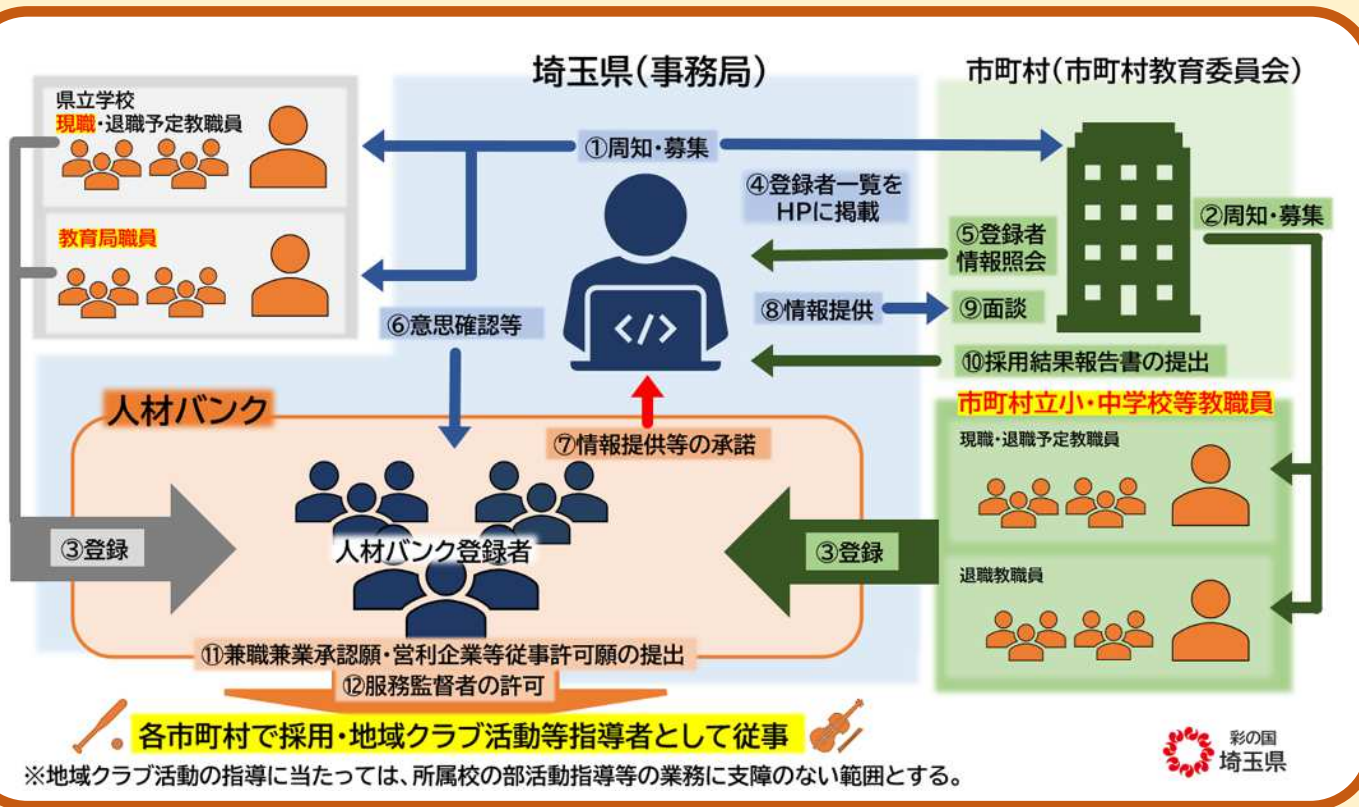 埼玉県(事務局)
市町村(市町村教育委員会)
県立学校
現職・退職予定教職員
教育局職員
①周知・募集
④登録者一覧を
HPに掲載
②周知・募集
⑤登録者
情報照会
⑥意思確認等
</>
⑧情報提供
⑨面談
⑩採用結果報告書の提出
人材バンク
⑦情報提供等の承諾
市町村立小・中学校等教職員
現職・退職予定教職員
③登録
人材バンク登録者
③登録
退職教職員
⑪兼職兼業承認願・営利企業等従事許可願の提出
⑫服務監督者の許可
各市町村で採用・地域クラブ活動等指導者として従事
※地域クラブ活動の指導に当たっては、所属校の部活動指導等の業務に支障のない範囲とする。
彩の国
埼玉県